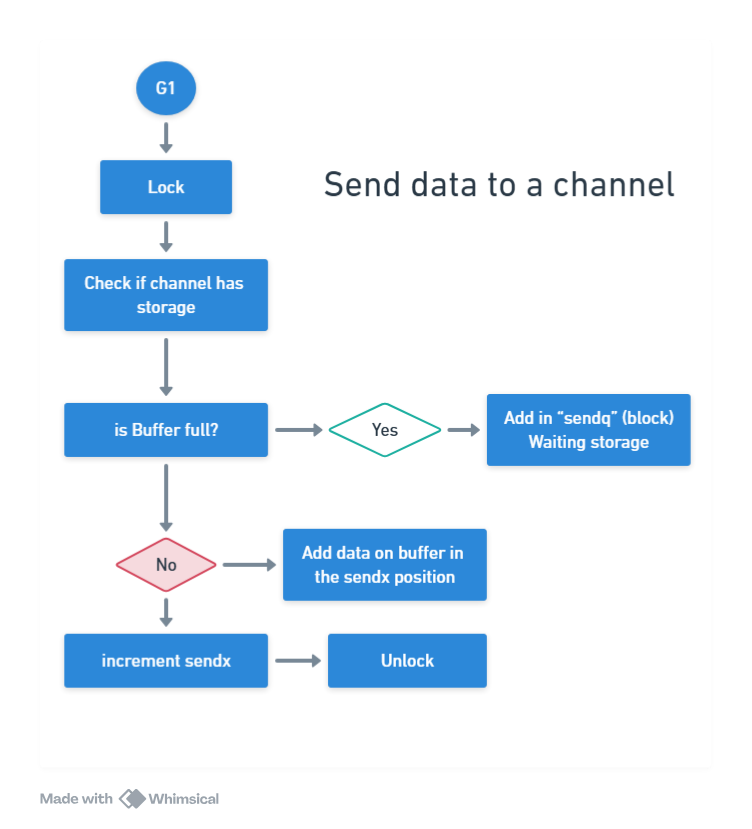 G1
Lock
Send data to a channel
Check if channel has
storage
is Buffer full?
Yes
Add in “sendq” (block)
Waiting storage
No
Add data on buffer in
the sendx position
increment sendx
Unlock
Made with Whimsical